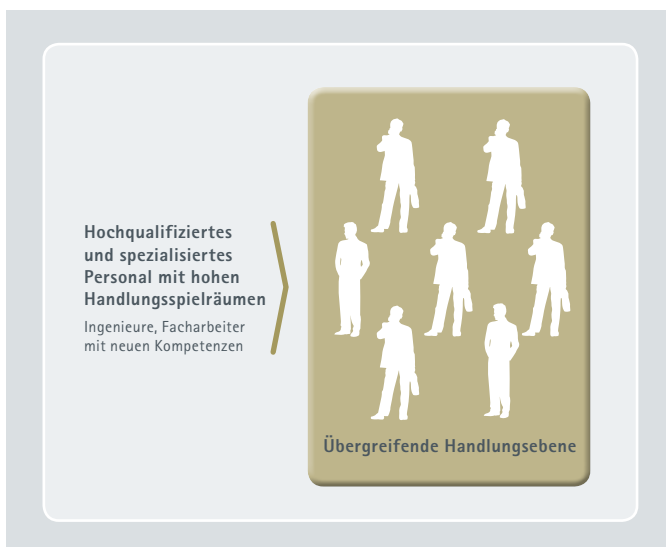 Hochqualifiziertes
und spezialisiertes
Personal mit hohen
Handlungsspielräumen
Ingenieure, Facharbeiter
mit neuen Kompetenzen
Übergreifende Handlungsebene